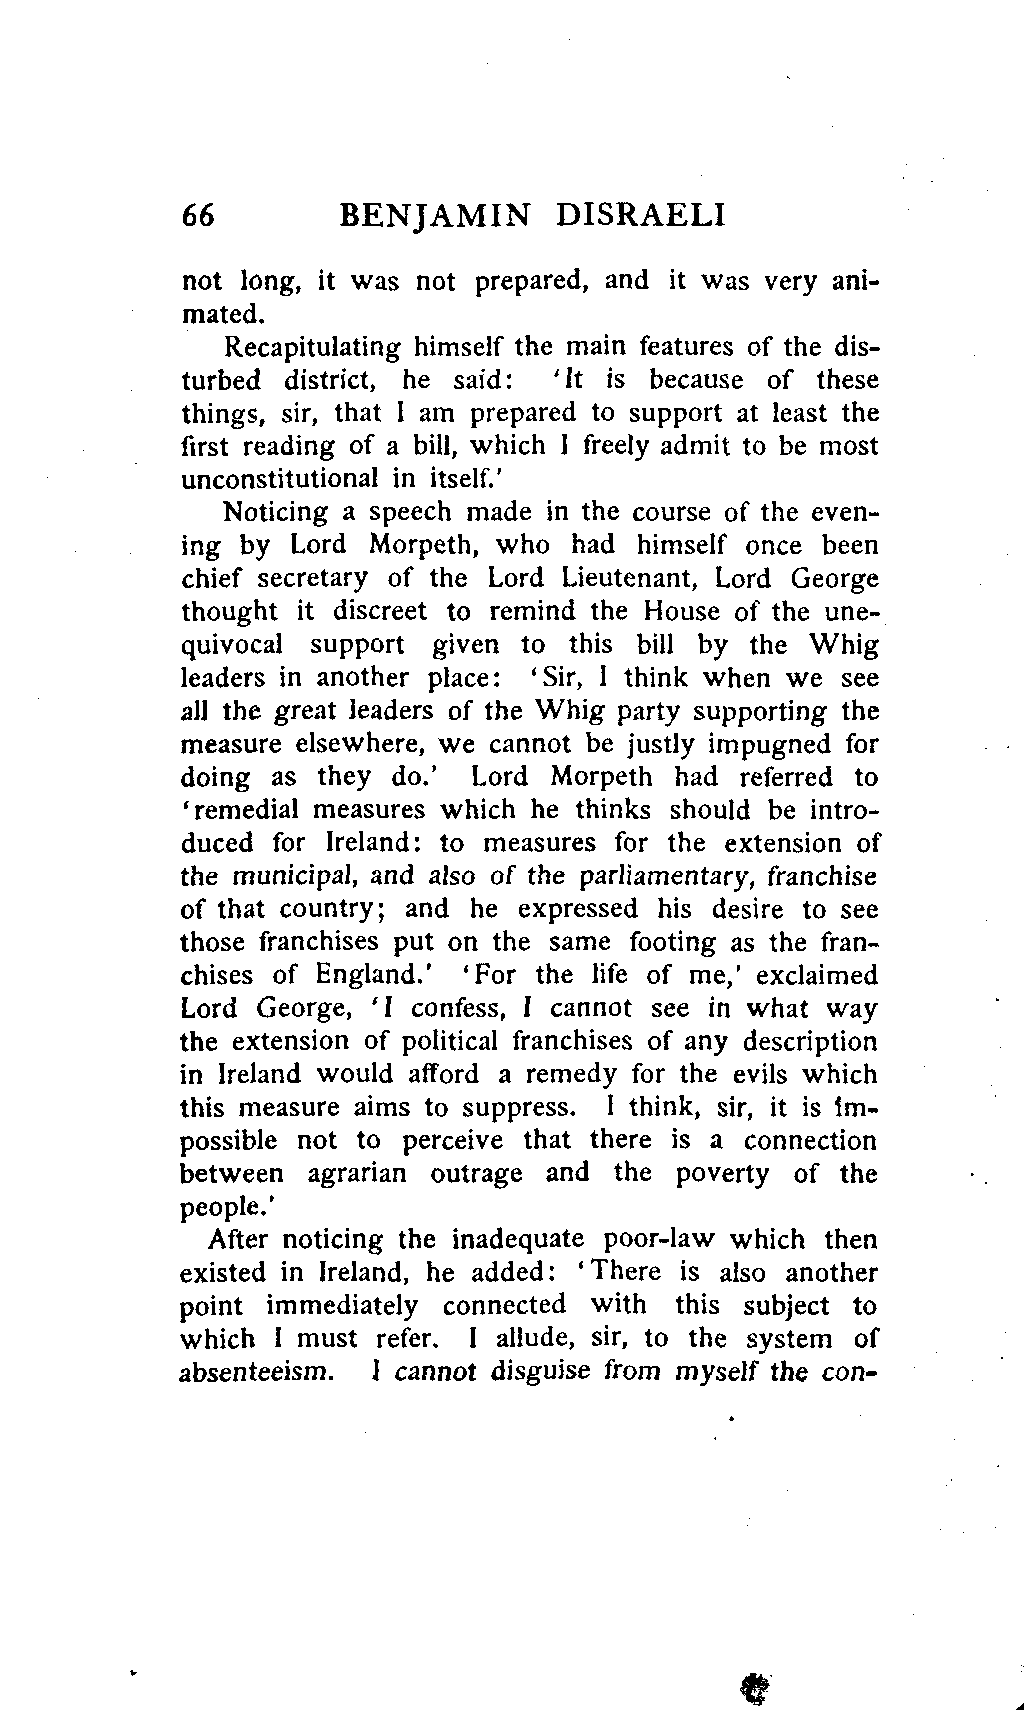 66 BENJAMIN DISRAELI
not long, it was not prepared, and it was very ani-
mated.
Recapitulating himself the main features of the dis-
turbed district, he said: 'It is because of these
things, sir, that I am prepared to support at least the
first reading of a bill, which I freely admit to be most
unconstitutional in itself.'
Noticing a speech made in the course of the even-
ing by Lord Morpeth, who had himself once been
chief secretary of the Lord Lieutenant, Lord George
thought it discreet to remind the House of the une-
quivocal support given to this bill by the Whig
leaders in another place: 'Sir, I think when we see
all the great leaders of the Whig party supporting the
measure elsewhere, we cannot be justly impugned for
doing as they do.' Lord Morpeth had referred to
'remedial measures which he thinks should be intro-
duced for Ireland: to measures for the extension of
the municipal, and also of the parliamentary, franchise
of that country; and he expressed his desire to see
those franchises put on the same footing as the fran-
chises of England.' 'For the life of me,' exclaimed
Lord George, 'I confess, I cannot see in what way
the extension of political franchises of any description
in Ireland would afford a remedy for the evils which
this measure aims to suppress. I think, sir, it is im-
possible not to perceive that there is a connection
between agrarian outrage and the poverty of the
people.'
After noticing the inadequate poor-law which then
existed in Ireland, he added: 'There is also another
point immediately connected with this subject to
which I must refer. I allude, sir, to the system of
absenteeism. I cannot disguise from myself the con-